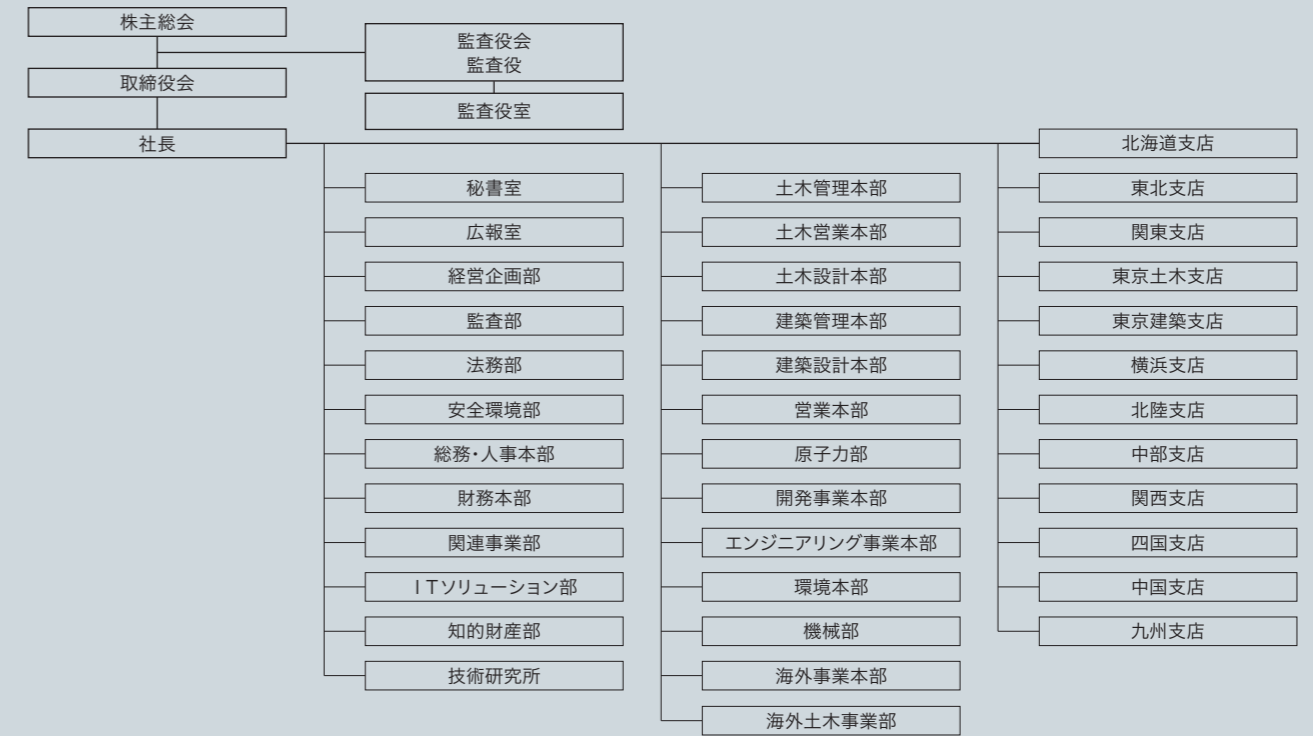 株主総会
監査役会
監査役
取締役会
監査役室
社長
秘書室
広報室
経営企画部
監査部
法務部
安全環境部
総務・人事本部
財務本部
関連事業部
ITソリューション部
知的財産部
技術研究所
土木管理本部
土木営業本部
土木設計本部
建築管理本部
建築設計本部
営業本部
原子力部
開発事業本部
エンジニアリング事業本部
環境本部
機械部
海外事業本部
海外土木事業部
北海道支店
東北支店
関東支店
東京土木支店
東京建築支店
横浜支店
北陸支店
中部支店
関西支店
四国支店
中国支店
九州支店